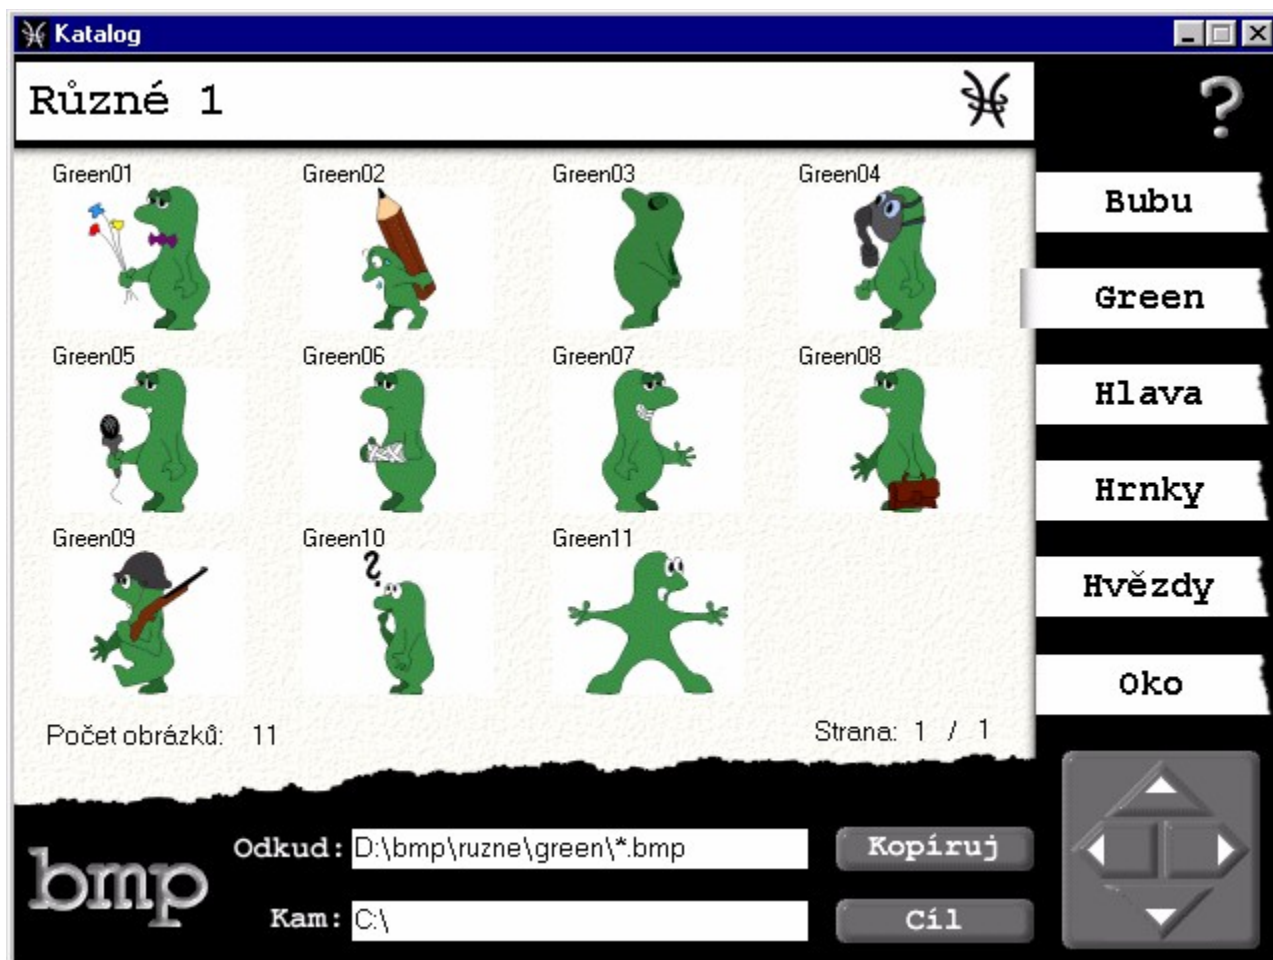 Katalog
Různé 1
?
Green01 Green02 Green03 Green04
Green05 Green06 Green07 Green08
Green09 Green10 Green11
?
Počet obrázků: 11
Strana: 1 / 1
Bubu
Green
Hlava
Hrnky
Hvězdy
Oko
bmp
Odkud: D:\bmp\ruzne\green\*.bmp
Kopíruj
Kam: C:\
Cíl